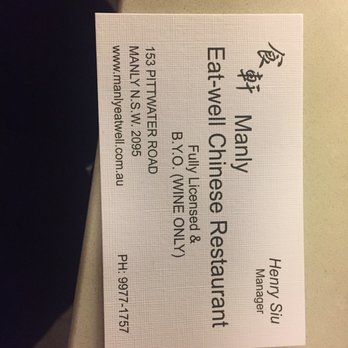 Henry Siu
Manager
食軒 Manly
Eat-well Chinese Restaurant
Fully Licensed &
B.Y.O. (WINE ONLY)
153 PITTWATER ROAD
MANLY N.S.W. 2095
www.manlyeatwell.com.au
PH: 9977-1757